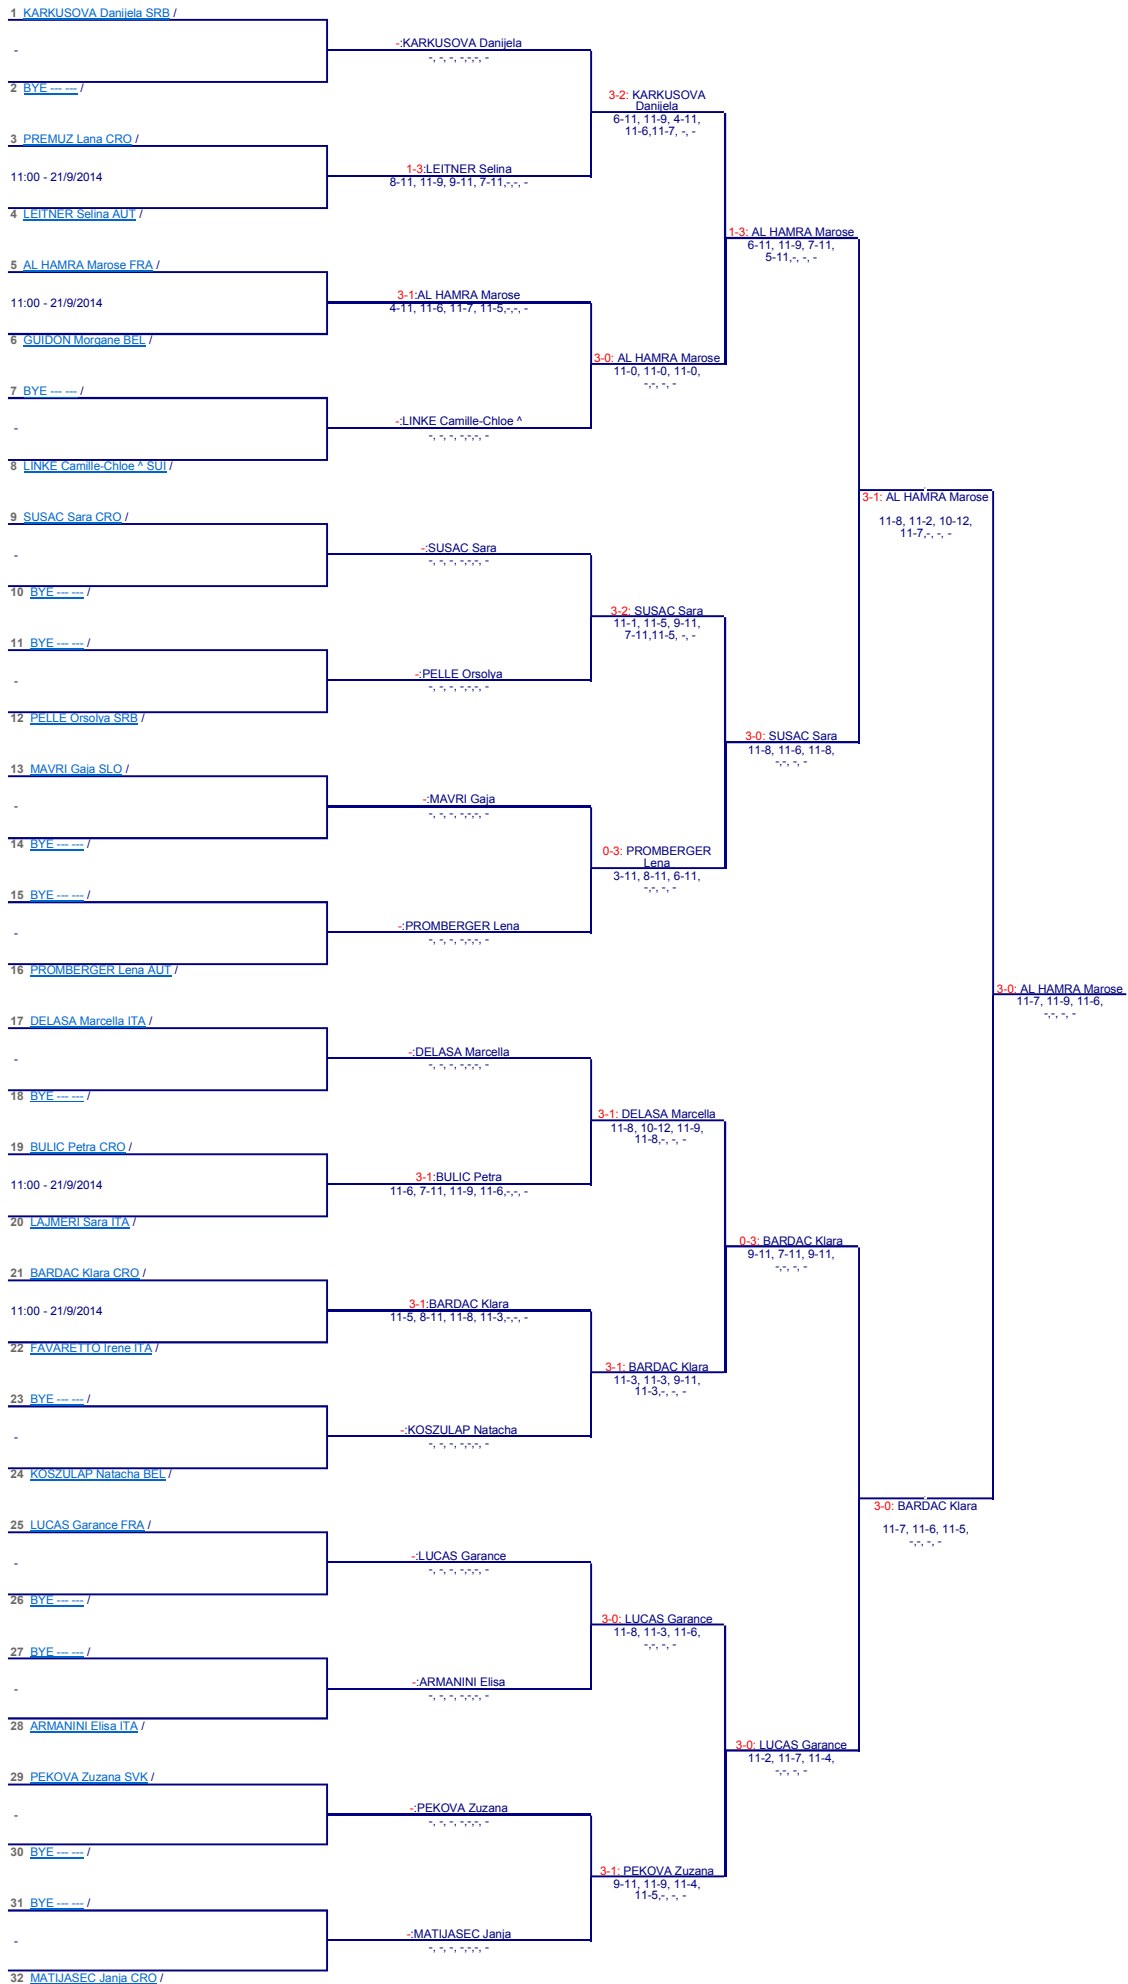 1 KARKUSOVA Danijela SRB /
-
2 BYE --- --- /
3 PREMUZ Lana CRO /
11:00 - 21/9/2014
4 LEITNER Selina AUT /
5 AL HAMRA Marose FRA /
11:00 - 21/9/2014
6 GUIDON Morgane BEL /
7 BYE --- --- /
-
8 LINKE Camille-Chloe ^ SUI /
9 SUSAC Sara CRO /
-
10 BYE --- --- /
11 BYE --- --- /
-
12 PELLE Orsolya SRB /
13 MAVRI Gaja SLO /
-
14 BYE --- --- /
15 BYE --- --- /
-
16 PROMBERGER Lena AUT /
17 DELASA Marcella ITA /
-
18 BYE --- --- /
19 BULIC Petra CRO /
11:00 - 21/9/2014
20 LAJMERI Sara ITA /
21 BARDAC Klara CRO /
11:00 - 21/9/2014
22 FAVARETTO Irene ITA /
23 BYE --- --- /
-
24 KOSZULAP Natacha BEL /
25 LUCAS Garance FRA /
-
26 BYE --- --- /
27 BYE --- --- /
-
28 ARMANINI Elisa ITA /
29 PEKOVA Zuzana SVK /
-
30 BYE --- --- /
31 BYE --- --- /
-
32 MATIJASEC Janja CRO /
-:KARKUSOVA Danijela
-, -, -, -,-,-, -
1-3:LEITNER Selina
8-11, 11-9, 9-11, 7-11,-,-, -
3-1:AL HAMRA Marose
4-11, 11-6, 11-7, 11-5,-,-, -
-:LINKE Camille-Chloe ^
-, -, -, -,-,-, -
-:SUSAC Sara
-, -, -, -,-,-, -
-:PELLE Orsolya
-, -, -, -,-,-, -
-:MAVRI Gaja
-, -, -, -,-,-, -
-:PROMBERGER Lena
-, -, -, -,-,-, -
-:DELASA Marcella
-, -, -, -,-,-, -
3-1:BULIC Petra
11-6, 7-11, 11-9, 11-6,-,-, -
3-1:BARDAC Klara
11-5, 8-11, 11-8, 11-3,-,-, -
-:KOSZULAP Natacha
-, -, -, -,-,-, -
-:LUCAS Garance
-, -, -, -,-,-, -
-:ARMANINI Elisa
-, -, -, -,-,-, -
-:PEKOVA Zuzana
-, -, -, -,-,-, -
-:MATIJASEC Janja
-, -, -, -,-,-, -
3-2: KARKUSOVA
Danijela
6-11, 11-9, 4-11,
11-6,11-7, -, -
3-0: AL HAMRA Marose
11-0, 11-0, 11-0,
-,-, -, -
3-2: SUSAC Sara
11-1, 11-5, 9-11,
7-11,11-5, -, -
0-3: PROMBERGER
Lena
3-11, 8-11, 6-11,
-,-, -, -
3-1: DELASA Marcella
11-8, 10-12, 11-9,
11-8,-, -, -
3-1: BARDAC Klara
11-3, 11-3, 9-11,
11-3,-, -, -
3-0: LUCAS Garance
11-8, 11-3, 11-6,
-,-, -, -
3-1: PEKOVA Zuzana
9-11, 11-9, 11-4,
11-5,-, -, -
1-3: AL HAMRA Marose
6-11, 11-9, 7-11,
5-11,-, -, -
3-0: SUSAC Sara
11-8, 11-6, 11-8,
-,-, -, -
0-3: BARDAC Klara
9-11, 7-11, 9-11,
-,-, -, -
3-0: LUCAS Garance
11-2, 11-7, 11-4,
-,-, -, -
3-1: AL HAMRA Marose
11-8, 11-2, 10-12,
11-7,-, -, -
3-0: BARDAC Klara
11-7, 11-6, 11-5,
-,-, -, -
3-0: AL HAMRA Marose
11-7, 11-9, 11-6,
-,-, -, -